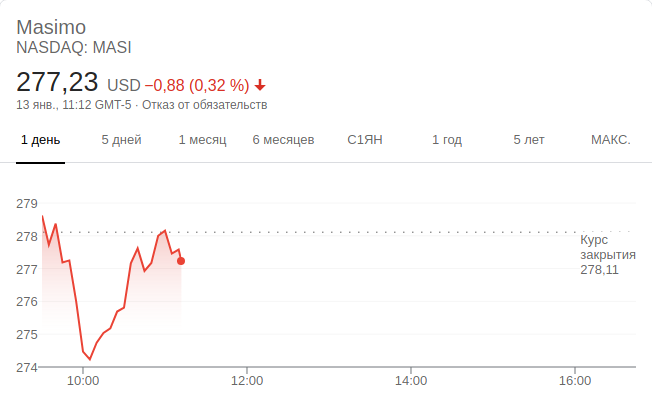 Masimo
NASDAQ: MASI
277,23 USD −0,88 (0,32 %)
13 янв., 11:12 GMT-5 · Отказ от обязательств
1 день 5 дней 1 месяц 6 месяцев С1ЯН 1 год 5 лет МАКС.
279
278
277
276
275
274
Курс
закрытия
278,11
10:00 12:00 14:00 16:00